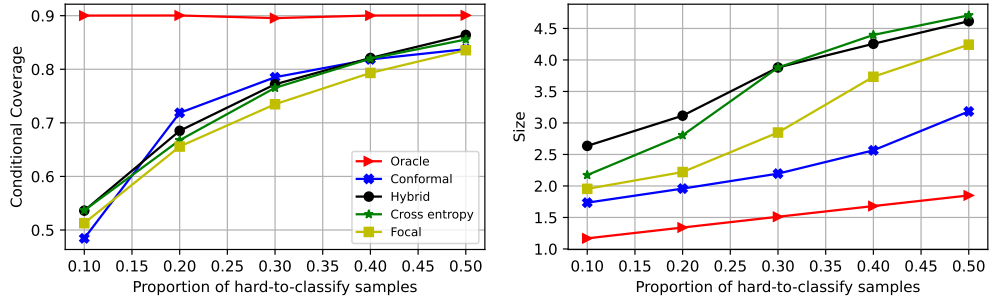 0.9
0.8
0.7
0.6
0.5
Conditional Coverage
0.10 0.15 0.20 0.25 0.30 0.35 0.40 0.45 0.50
Proportion of hard-to-classify samples
Oracle
Conformal
Hybrid
Cross entropy
Focal
4.5
4.0
3.5
3.0
2.5
2.0
1.5
1.0
Size
0.10 0.15 0.20 0.25 0.30 0.35 0.40 0.45 0.50
Proportion of hard-to-classify samples